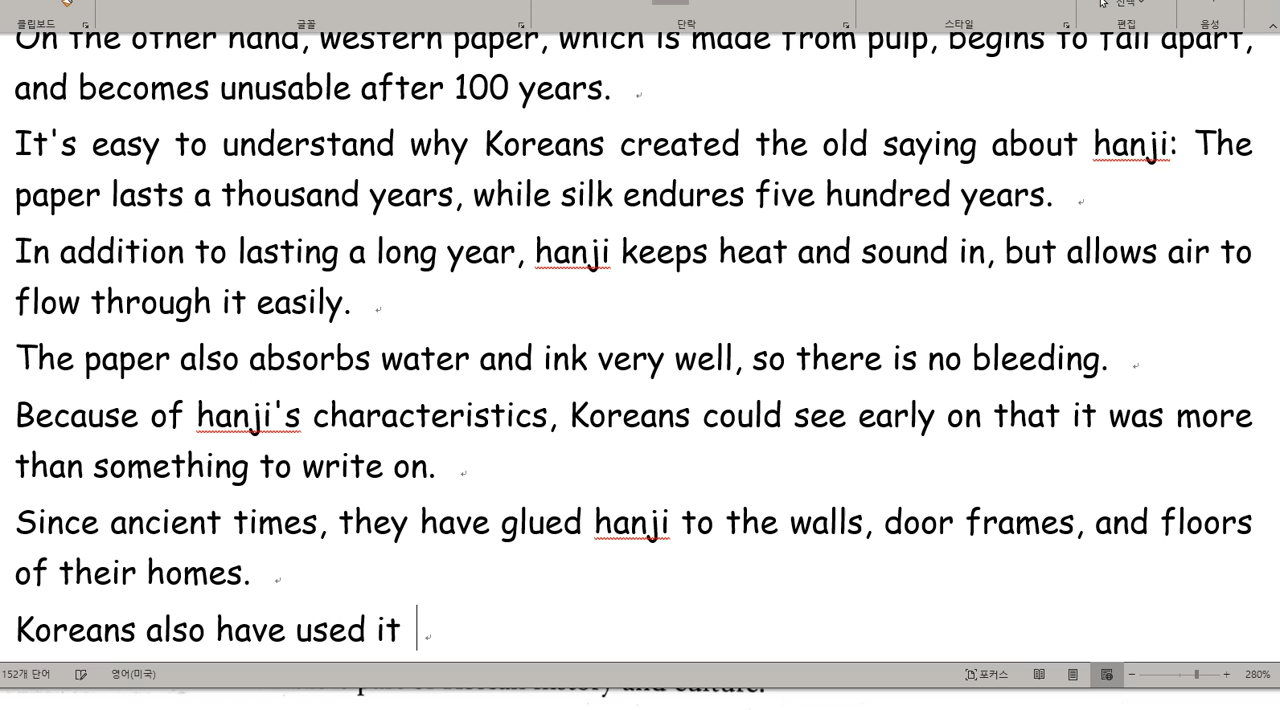 클립보드 글꼴 단락 스타일 편집 음성
On the other hand, western paper, which is made from pulp, begins to fall apart,
and becomes unusable after 100 years.
It's easy to understand why Koreans created the old saying about hanji: The
paper lasts a thousand years, while silk endures five hundred years.
In addition to lasting a long year, hanji keeps heat and sound in, but allows air to
flow through it easily.
The paper also absorbs water and ink very well, so there is no bleeding.
Because of hanji's characteristics, Koreans could see early on that it was more
than something to write on.
Since ancient times, they have glued hanji to the walls, door frames, and floors
of their homes.
Koreans also have used it
152개 단어 영어(미국) 포커스 280%
and culture.